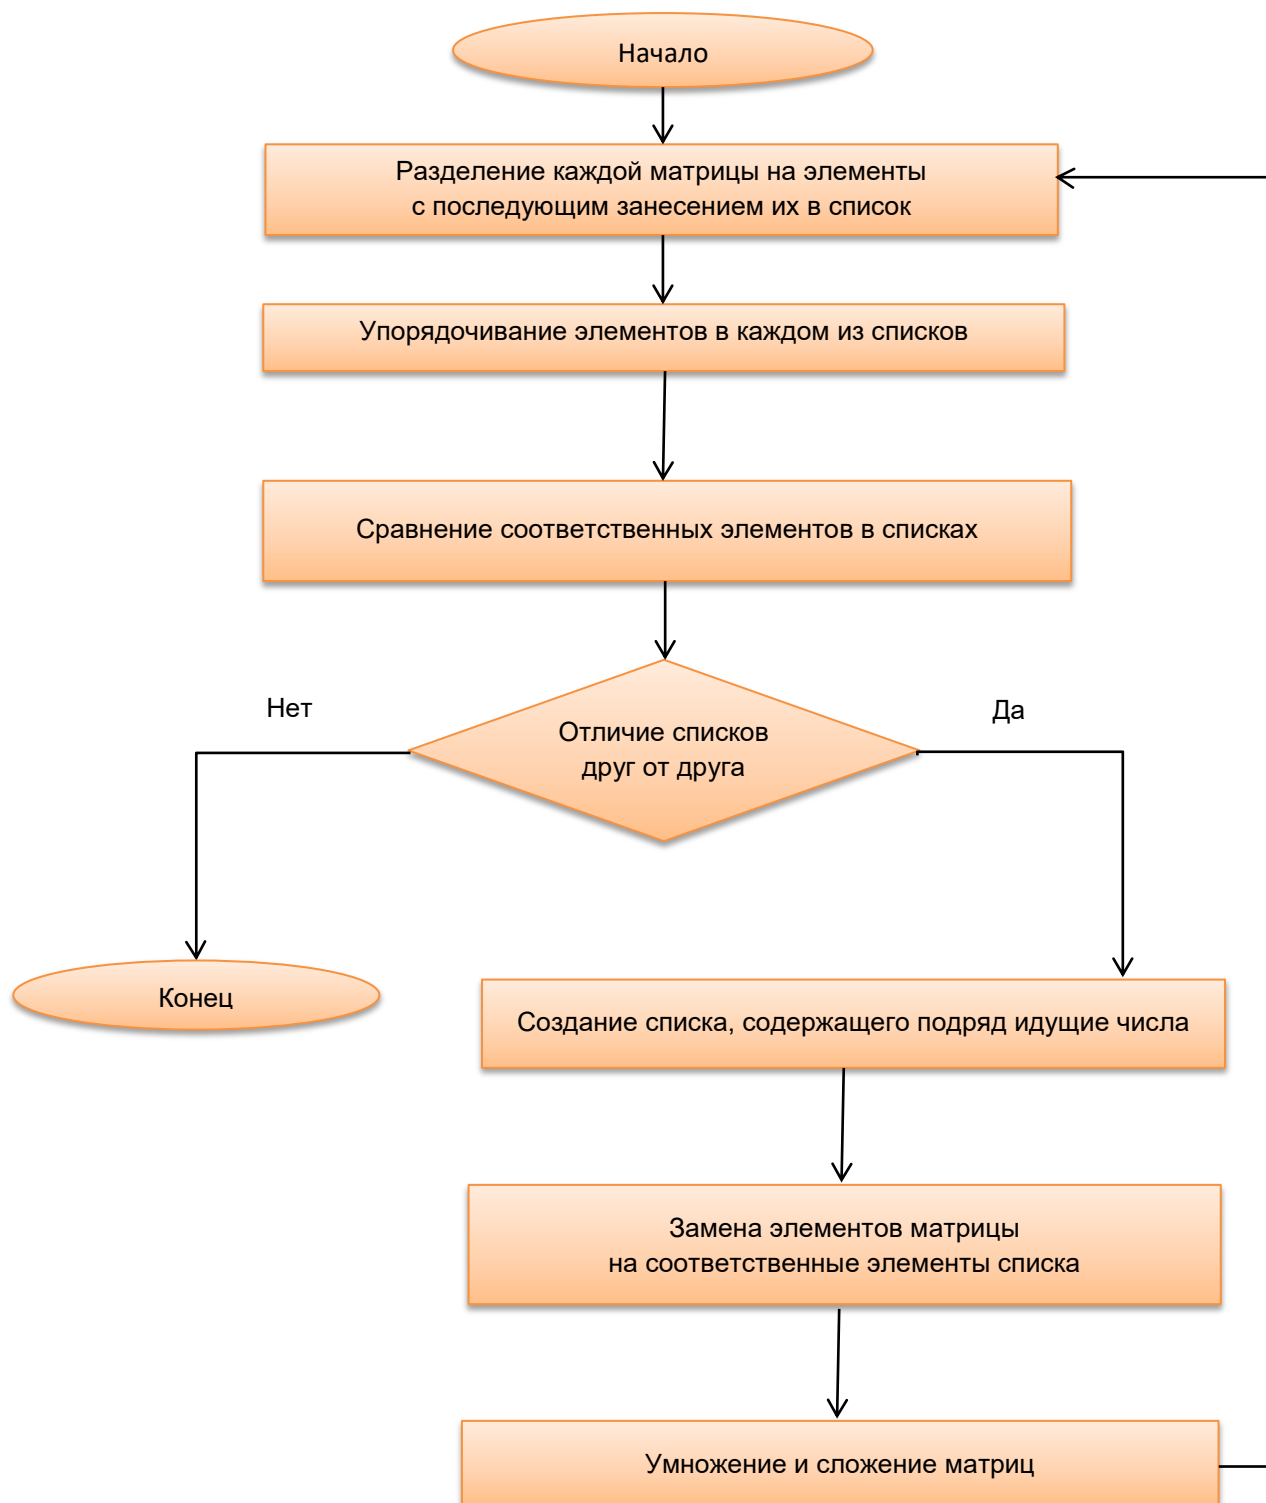 Начало
Разделение каждой матрицы на элементы
с последующим занесением их в список
Упорядочивание элементов в каждом из списков
Сравнение соответственных элементов в списках
Нет
Да
Отличие списков
друг от друга
Конец
Создание списка, содержащего подряд идущие числа
Замена элементов матрицы
на соответственные элементы списка
Умножение и сложение матриц